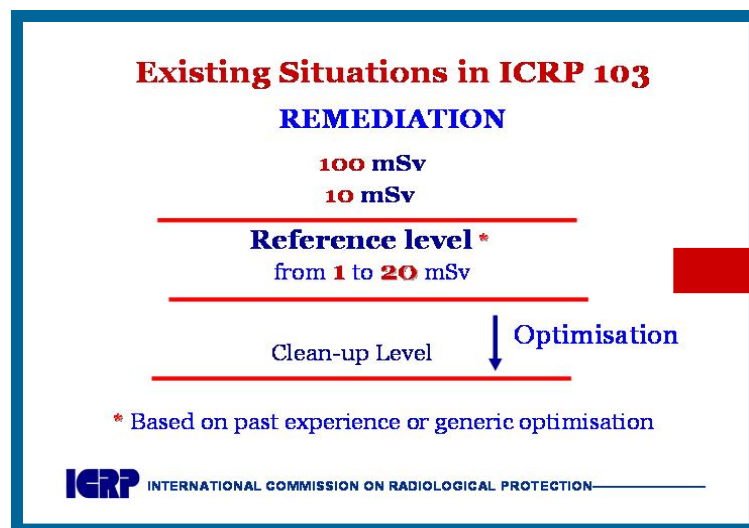 Existing Situations in ICRP 103
REMEDIATION
100 mSv
10 mSv
Reference level *
from 1 to 20 mSv
Optimisation
Clean-up Level
* Based on past experience or generic optimisation
ICRP INTERNATIONAL COMMISSION ON RADIOLOGICAL PROTECTION